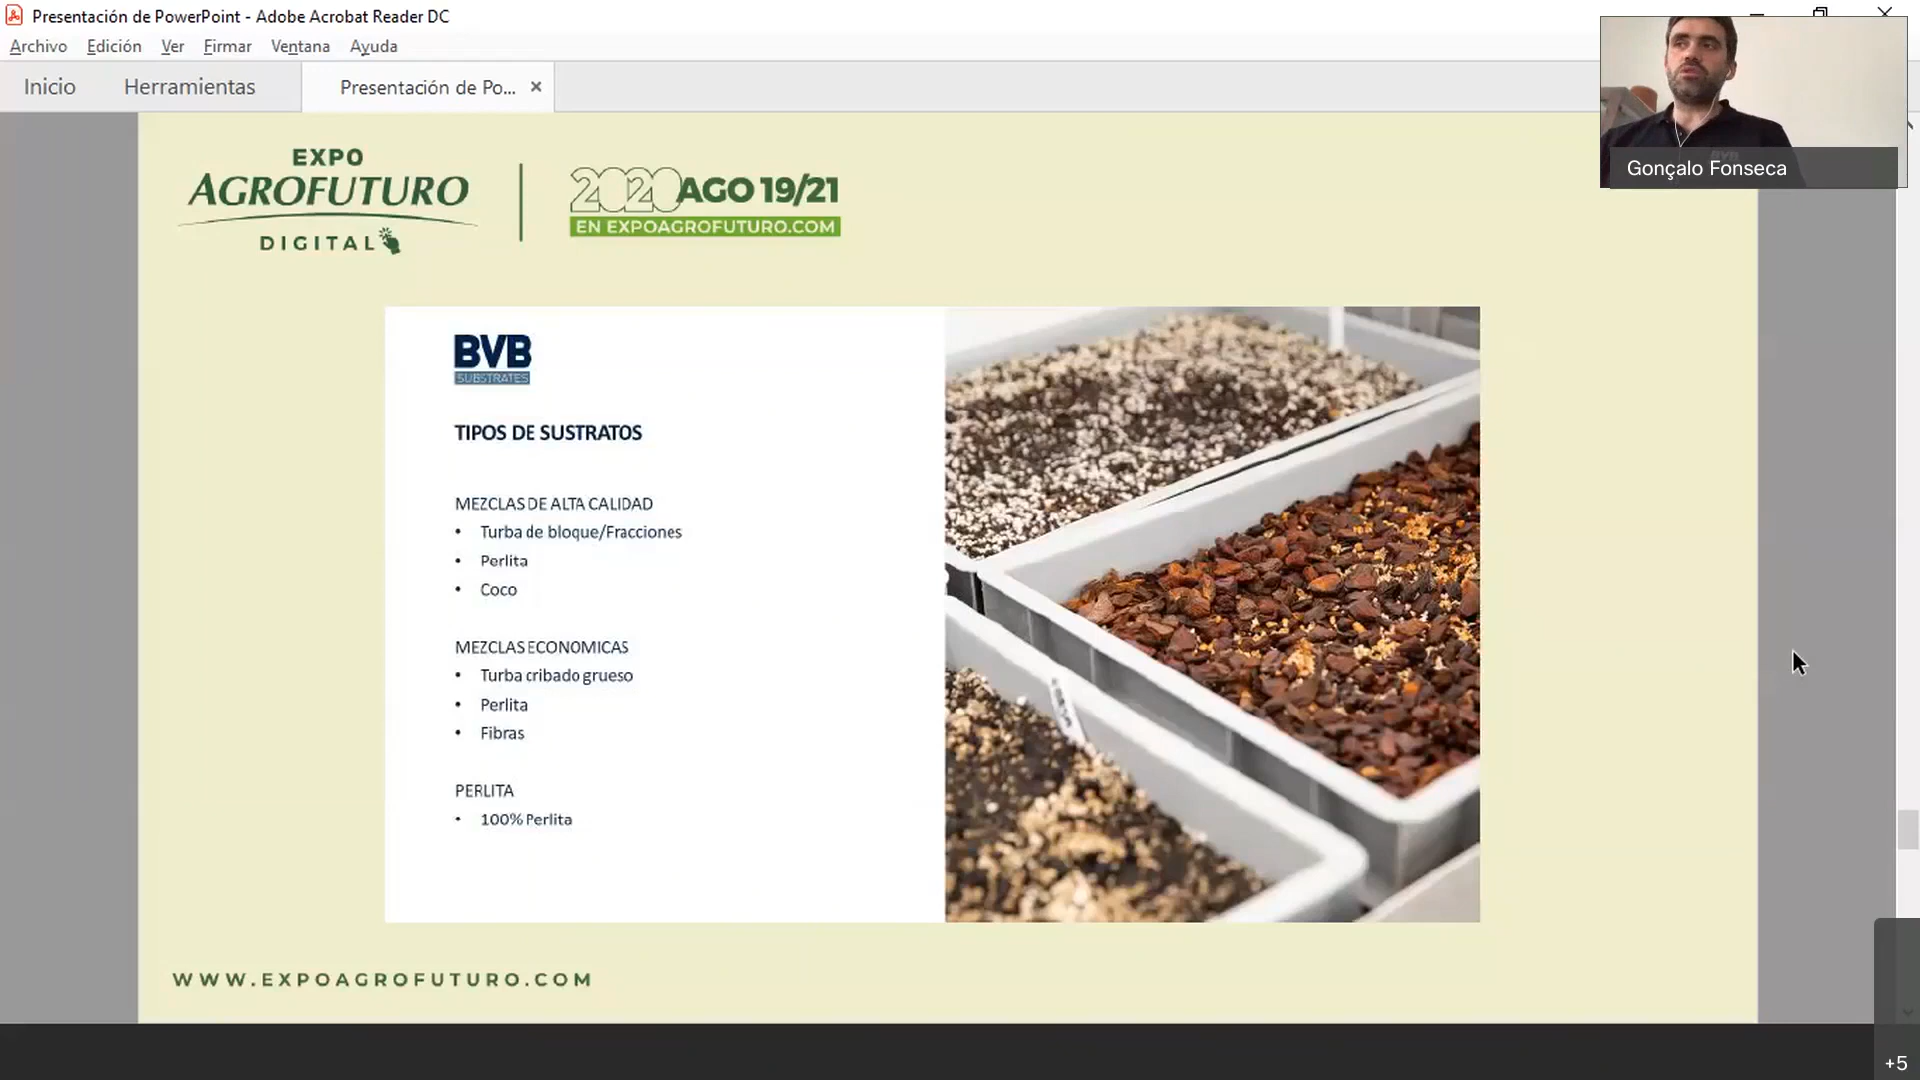 Presentación de PowerPoint - Adobe Acrobat Reader DC
Archivo Edición Ver Firmar Ventana Ayuda
Inicio Herramientas Presentación de Po... ×
Gonçalo Fonseca
EXPO
AGROFUTURO
DIGITAL
2020 AGO 19/21
EN EXPOAGROFUTURO.COM
BVB
SUBSTRATES
TIPOS DE SUSTRATOS
MEZCLAS DE ALTA CALIDAD
• Turba de bloque/Fracciones
• Perlita
• Coco
MEZCLAS ECONOMICAS
• Turba cribado grueso
• Perlita
• Fibras
PERLITA
• 100% Perlita
WWW.EXPOAGROFUTURO.COM
+5